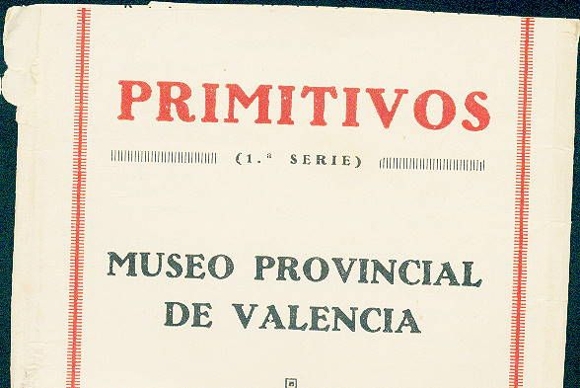 PRIMITIVOS
(1.ª SERIE)
MUSEO PROVINCIAL
DE VALENCIA